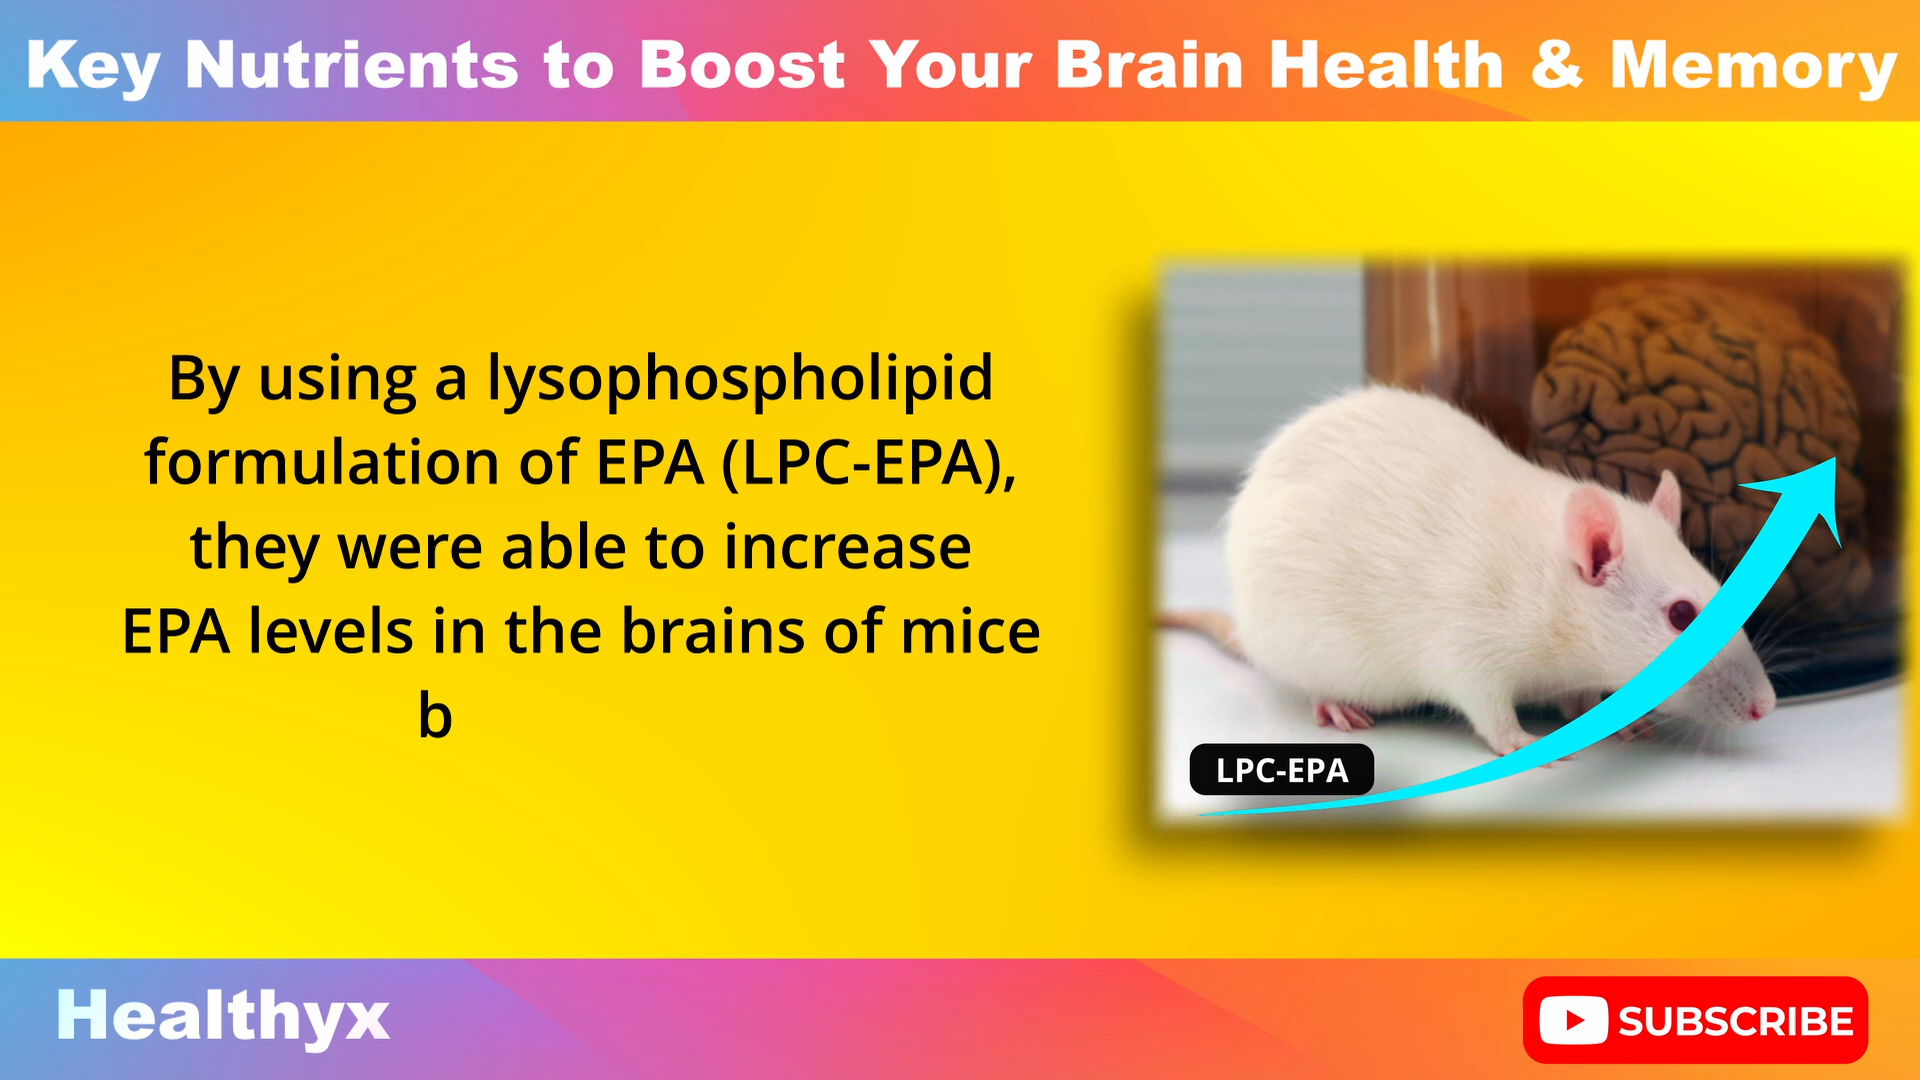 Key Nutrients to Boost Your Brain Health & Memory
By using a lysophospholipid
formulation of EPA (LPC-EPA),
they were able to increase
EPA levels in the brains of mice
b
LPC-EPA
Healthyx
SUBSCRIBE